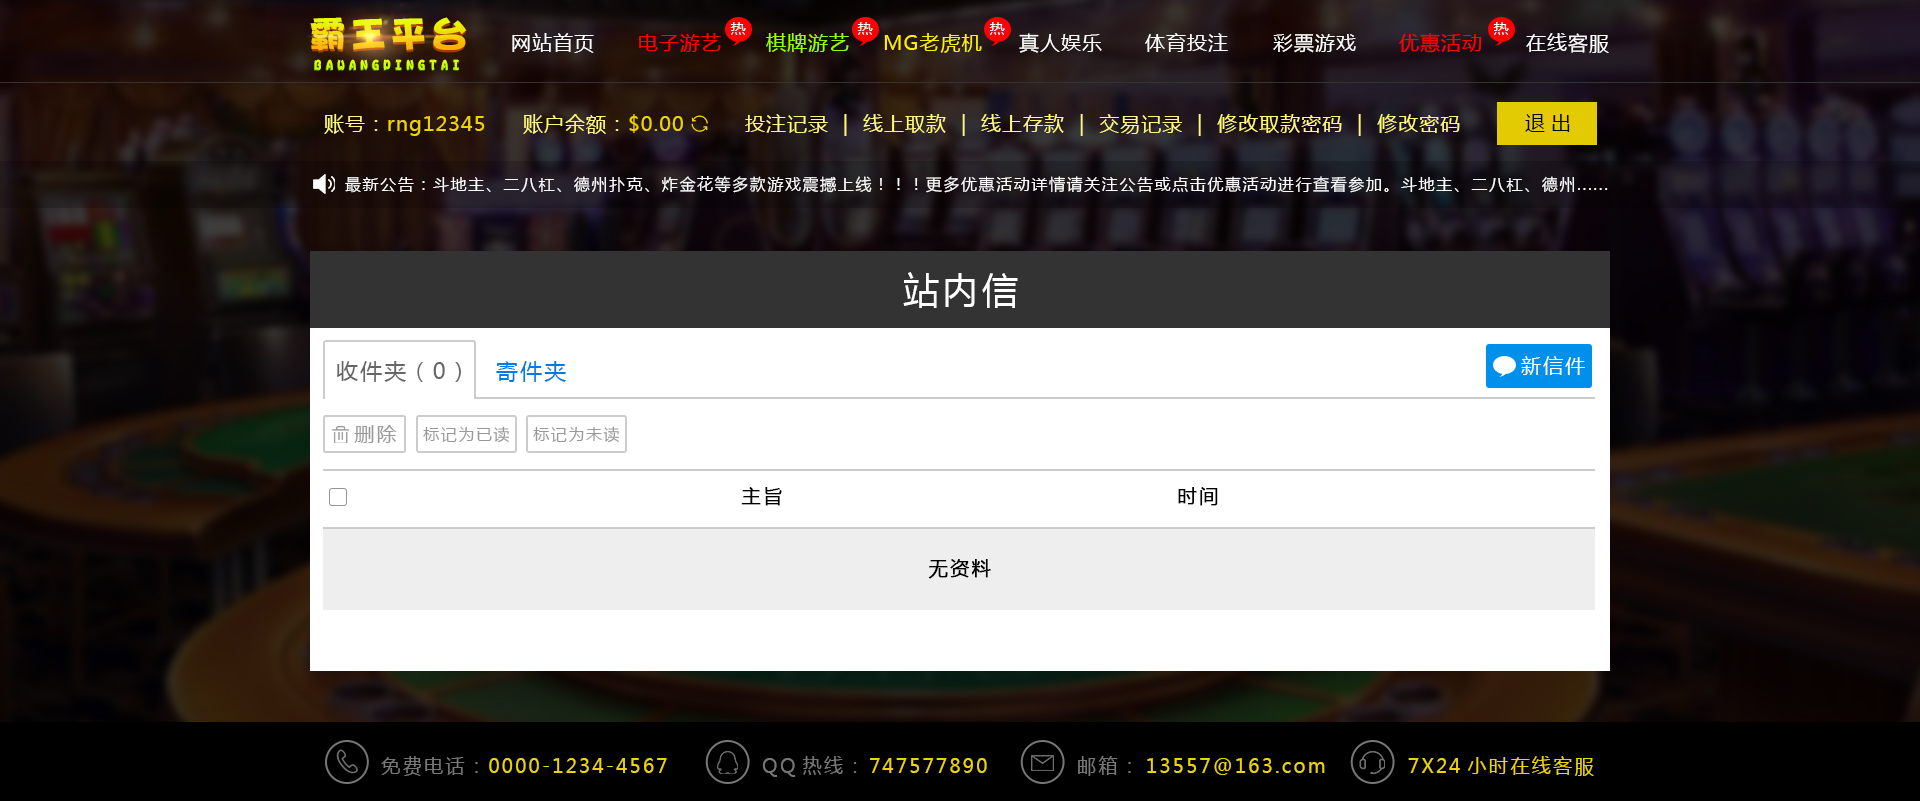 霸王平台
BAWANGDINGTAI
网站首页 电子游艺 热 棋牌游艺 热 MG老虎机 热 真人娱乐 体育投注 彩票游戏 优惠活动 热 在线客服
账号：rng12345 账户余额：$0.00 投注记录 | 线上取款 | 线上存款 | 交易记录 | 修改取款密码 | 修改密码 退 出
最新公告：斗地主、二八杠、德州扑克、炸金花等多款游戏震撼上线！！！更多优惠活动详情请关注公告或点击优惠活动进行查看参加。斗地主、二八杠、德州......
站内信
收件夹（0） 寄件夹 新信件
删除 标记为已读 标记为未读
主旨 时间
无资料
免费电话：0000-1234-4567 QQ 热线：747577890 邮箱：13557@163.com 7X24 小时在线客服